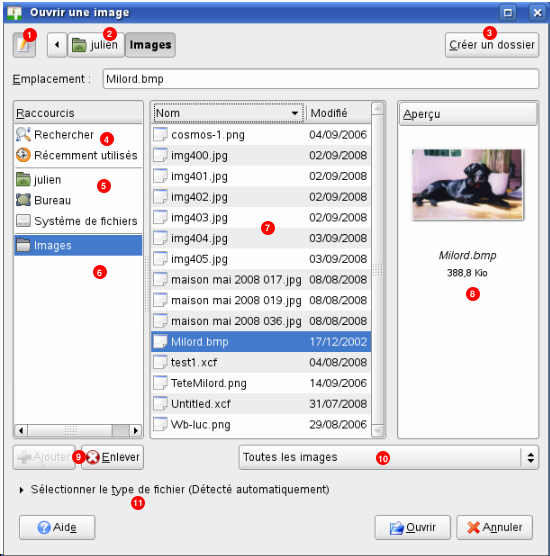 Ouvrir une image
1
2
3
julien
Images
Créer un dossier
Emplacement :
Milord.bmp
Raccourcis
Rechercher
4
Récemment utilisés
julien
5
Bureau
Système de fichiers
Images
6
Nom
Modifié
cosmos-1.png 04/09/2006
img400.jpg 02/09/2008
img401.jpg 02/09/2008
img402.jpg 02/09/2008
img403.jpg 02/09/2008
7
img404.jpg 03/09/2008
img405.jpg 03/09/2008
maison mai 2008 017.jpg 08/08/2008
maison mai 2008 019.jpg 08/08/2008
maison mai 2008 036.jpg 08/08/2008
Milord.bmp 17/12/2002
test1.xcf 04/08/2008
TeteMilord.png 14/09/2006
Untitled.xcf 31/07/2008
Wb-luc.png 29/08/2006
Aperçu
Milord.bmp
388,8 Kio
8
Ajouter
9
Enlever
Toutes les images
10
Sélectionner le type de fichier (Détecté automatiquement)
11
Aide
Ouvrir
Annuler